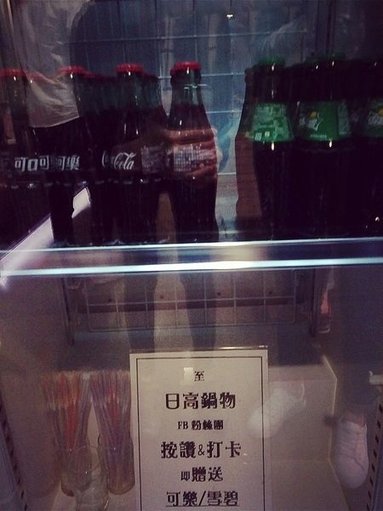 可口可樂
Coca-Cola
至
日高鍋物
FB 粉絲團
按讚&打卡
即贈送
可樂/雪碧